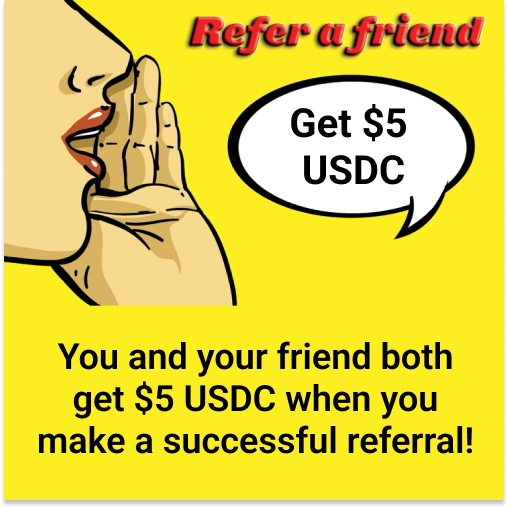 Refer a friend
Get $5
USDC
You and your friend both
get $5 USDC when you
make a successful referral!